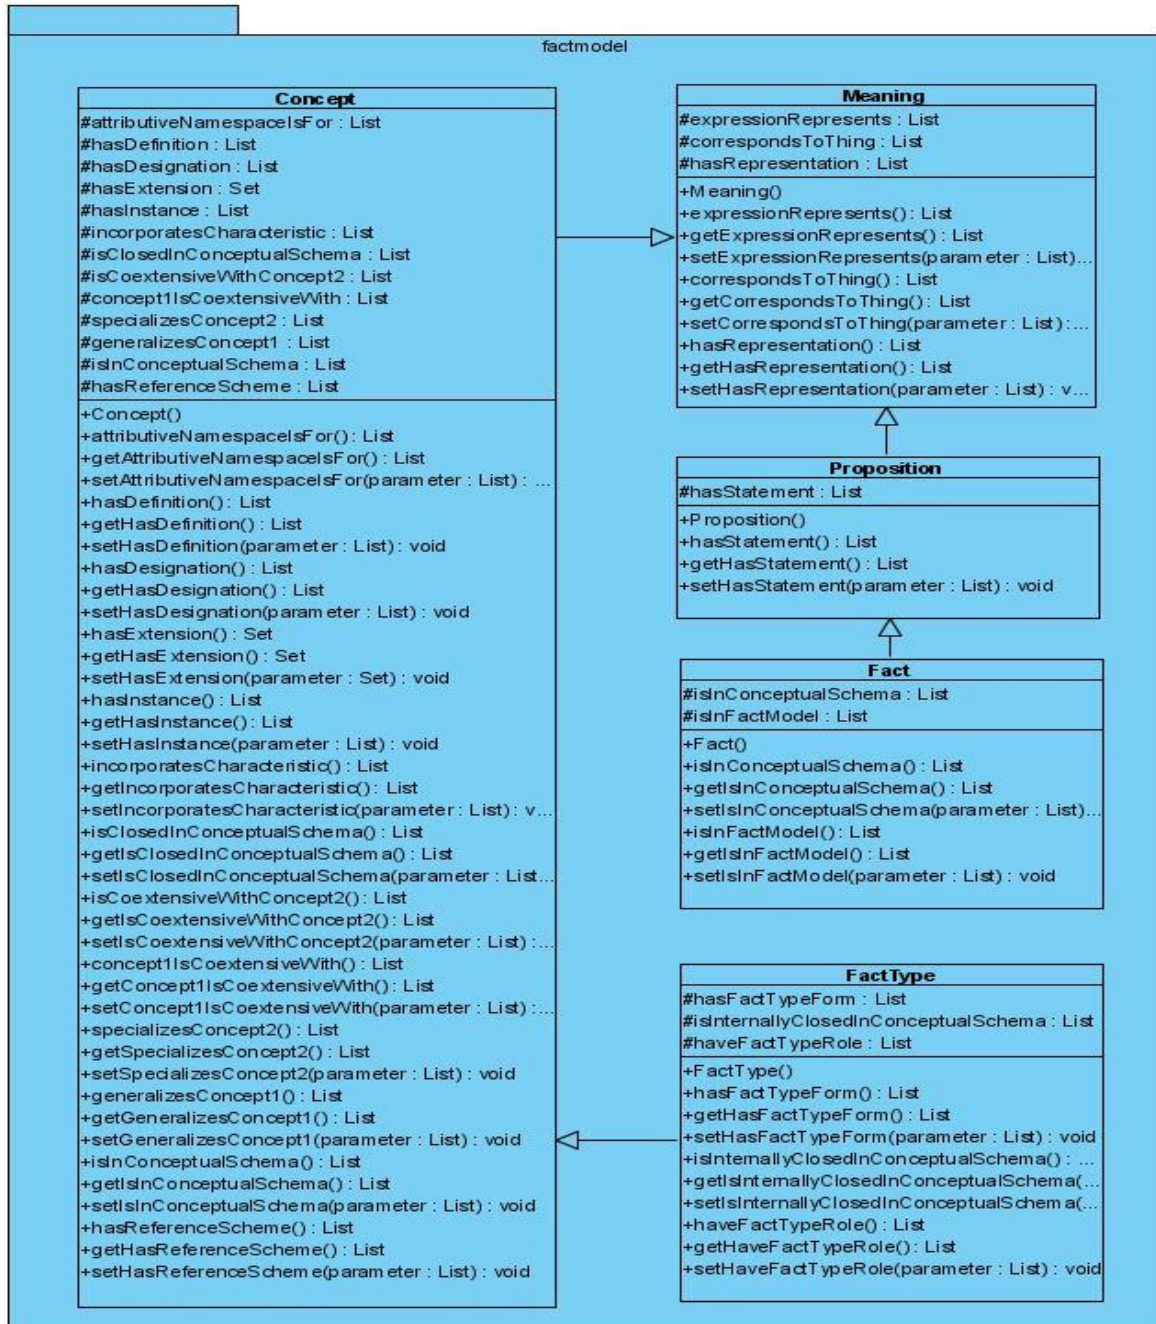 factmodel
Concept
#attributiveNamespaceIsFor : List
#hasDefinition : List
#hasDesignation : List
#hasExtension : Set
#hasInstance : List
#incorporatesCharacteristic : List
#isClosedInConceptualSchema : List
#isCoextensiveWithConcept2 : List
#concept1IsCoextensiveWith : List
#specializesConcept2 : List
#generalizesConcept1 : List
#isInConceptualSchema : List
#hasReferenceScheme : List
+Concept()
+attributiveNamespaceIsFor() : List
+getAttributiveNamespaceIsFor() : List
+setAttributiveNamespaceIsFor(parameter : List) : ...
+hasDefinition() : List
+getHasDefinition() : List
+setHasDefinition(parameter : List) : void
+hasDesignation() : List
+getHasDesignation() : List
+setHasDesignation(parameter : List) : void
+hasExtension() : Set
+getHasExtension() : Set
+setHasExtension(parameter : Set) : void
+hasInstance() : List
+getHasInstance() : List
+setHasInstance(parameter : List) : void
+incorporatesCharacteristic() : List
+getIncorporatesCharacteristic() : List
+setIncorporatesCharacteristic(parameter : List) : v...
+isClosedInConceptualSchema() : List
+getIsClosedInConceptualSchema() : List
+setIsClosedInConceptualSchema(parameter : List...
+isCoextensiveWithConcept2() : List
+getIsCoextensiveWithConcept2() : List
+setIsCoextensiveWithConcept2(parameter : List) : ...
+concept1IsCoextensiveWith() : List
+getConcept1IsCoextensiveWith() : List
+setConcept1IsCoextensiveWith(parameter : List) : ...
+specializesConcept2() : List
+getSpecializesConcept2() : List
+setSpecializesConcept2(parameter : List) : void
+generalizesConcept1() : List
+getGeneralizesConcept1() : List
+setGeneralizesConcept1(parameter : List) : void
+isInConceptualSchema() : List
+getIsInConceptualSchema() : List
+setIsInConceptualSchema(parameter : List) : void
+hasReferenceScheme() : List
+getHasReferenceScheme() : List
+setHasReferenceScheme(parameter : List) : void
Meaning
#expressionRepresents : List
#correspondsToThing : List
#hasRepresentation : List
+Meaning()
+expressionRepresents() : List
+getExpressionRepresents() : List
+setExpressionRepresents(parameter : List)...
+correspondsToThing() : List
+getCorrespondsToThing() : List
+setCorrespondsToThing(parameter : List) : ...
+hasRepresentation() : List
+getHasRepresentation() : List
+setHasRepresentation(parameter : List) : v...
Proposition
#hasStatement : List
+Proposition()
+hasStatement() : List
+getHasStatement() : List
+setHasStatement(parameter : List) : void
Fact
#isInConceptualSchema : List
#isInFactModel : List
+Fact()
+isInConceptualSchema() : List
+getIsInConceptualSchema() : List
+setIsInConceptualSchema(parameter : List)...
+isInFactModel() : List
+getIsInFactModel() : List
+setIsInFactModel(parameter : List) : void
FactType
#hasFactTypeForm : List
#isInternallyClosedInConceptualSchema : List
#haveFactTypeRole : List
+FactType()
+hasFactTypeForm() : List
+getHasFactTypeForm() : List
+setHasFactTypeForm(parameter : List) : void
+isInternallyClosedInConceptualSchema() : ...
+getIsInternallyClosedInConceptualSchema(...
+setIsInternallyClosedInConceptualSchema(...
+haveFactTypeRole() : List
+getHaveFactTypeRole() : List
+setHaveFactTypeRole(parameter : List) : void